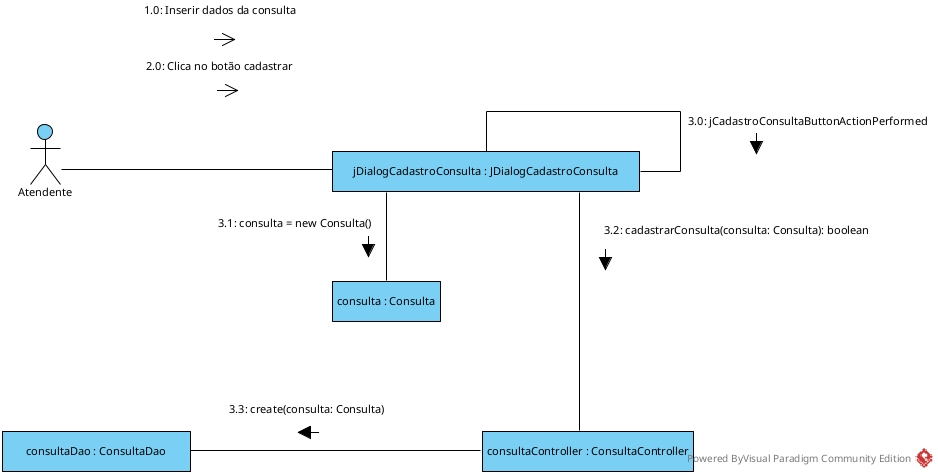 1.0: Inserir dados da consulta
2.0: Clica no botão cadastrar
3.0: jCadastroConsultaButtonActionPerformed
jDialogCadastroConsulta : JDialogCadastroConsulta
Atendente
3.1: consulta = new Consulta()
3.2: cadastrarConsulta(consulta: Consulta): boolean
consulta : Consulta
3.3: create(consulta: Consulta)
consultaDao : ConsultaDao
consultaController : ConsultaController
Powered ByVisual Paradigm Community Edition